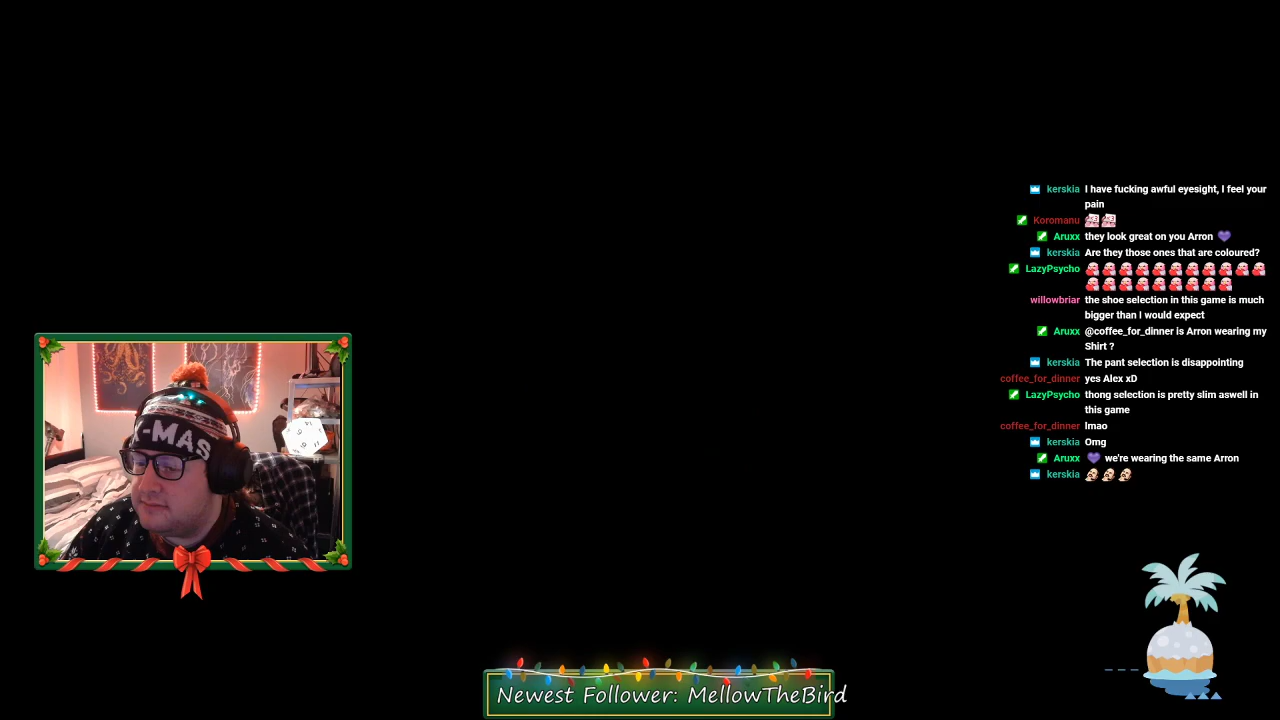 kerskia I have fucking awful eyesight, I feel your
pain
Koromanu
Aruxx they look great on you Arron
kerskia Are they those ones that are coloured?
LazyPsycho
willowbriar the shoe selection in this game is much
bigger than I would expect
Aruxx @coffee_for_dinner is Arron wearing my
Shirt ?
kerskia The pant selection is disappointing
coffee_for_dinner yes Alex xD
LazyPsycho thong selection is pretty slim aswell in
this game
coffee_for_dinner lmao
kerskia Omg
Aruxx we're wearing the same Arron
kerskia
X-MAS
Newest Follower: MellowTheBird